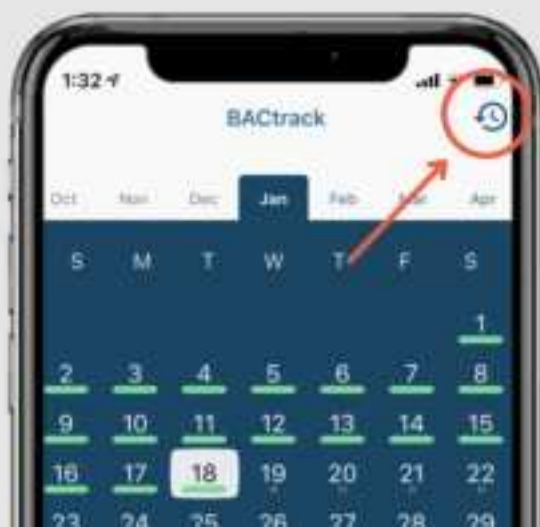 1:32
BACtrack
Oct Nov Dec Jan Feb Mar Apr
S M T W T F S
1
2 3 4 5 6 7 8
9 10 11 12 13 14 15
16 17 18 19 20 21 22
23 24 25 26 27 28 29